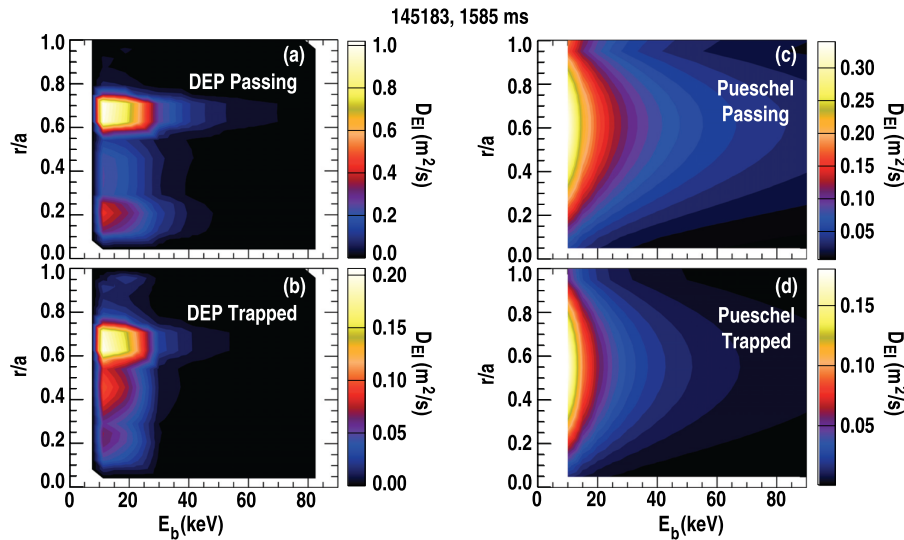 145183, 1585 ms
1.0
0.8
0.6
0.4
0.2
0.0
r/a
(a)
DEP Passing
1.0
0.8
0.6
0.4
0.2
0.0
D_EI (m²/s)
1.0
0.8
0.6
0.4
0.2
0.0
r/a
(c)
Pueschel
Passing
0.30
0.25
0.20
0.15
0.10
0.05
D_EI (m²/s)
1.0
0.8
0.6
0.4
0.2
0.0
r/a
(b)
DEP Trapped
0.20
0.15
0.10
0.05
0.00
D_EI (m²/s)
0 20 40 60 80
E_b (keV)
1.0
0.8
0.6
0.4
0.2
0.0
r/a
(d)
Pueschel
Trapped
0.15
0.10
0.05
D_EI (m²/s)
0 20 40 60 80
E_b (keV)